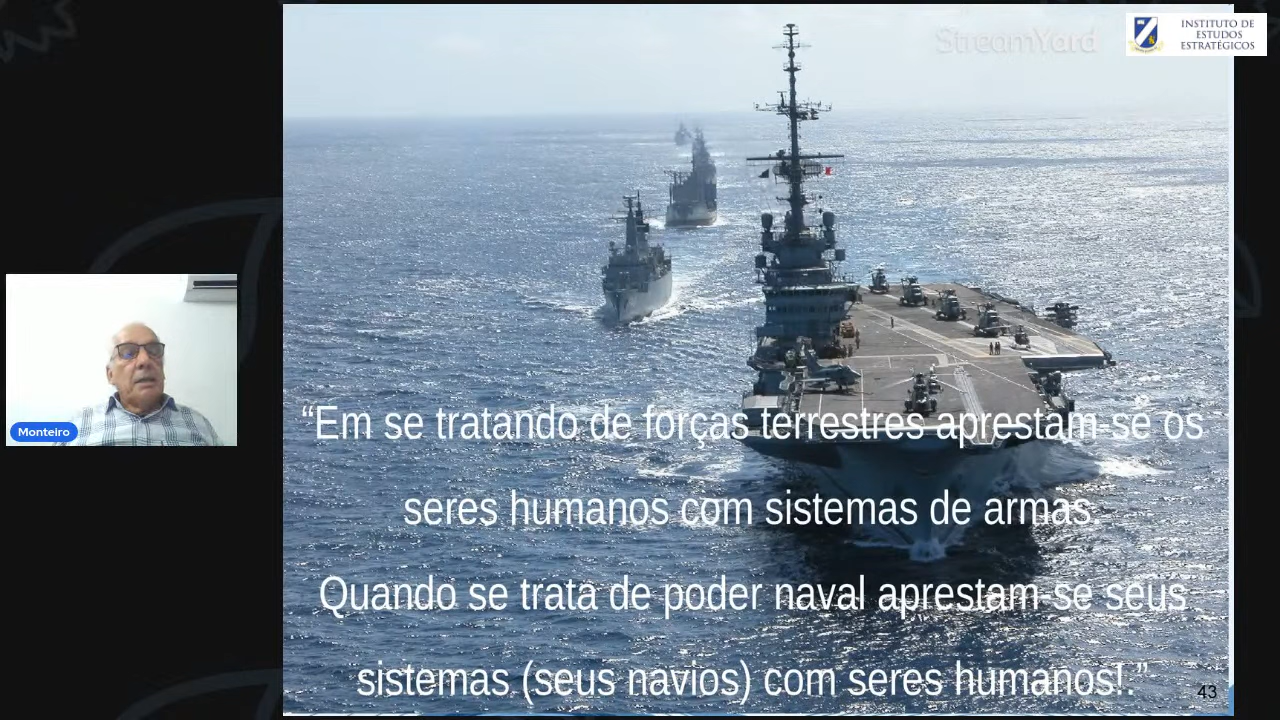 StreamYard
INSTITUTO DE
ESTUDOS
ESTRATÉGICOS
Monteiro
“Em se tratando de forças terrestres aprestam-se os
seres humanos com sistemas de armas.
Quando se trata de poder naval aprestam-se seus
sistemas (seus navios) com seres humanos!.”
43